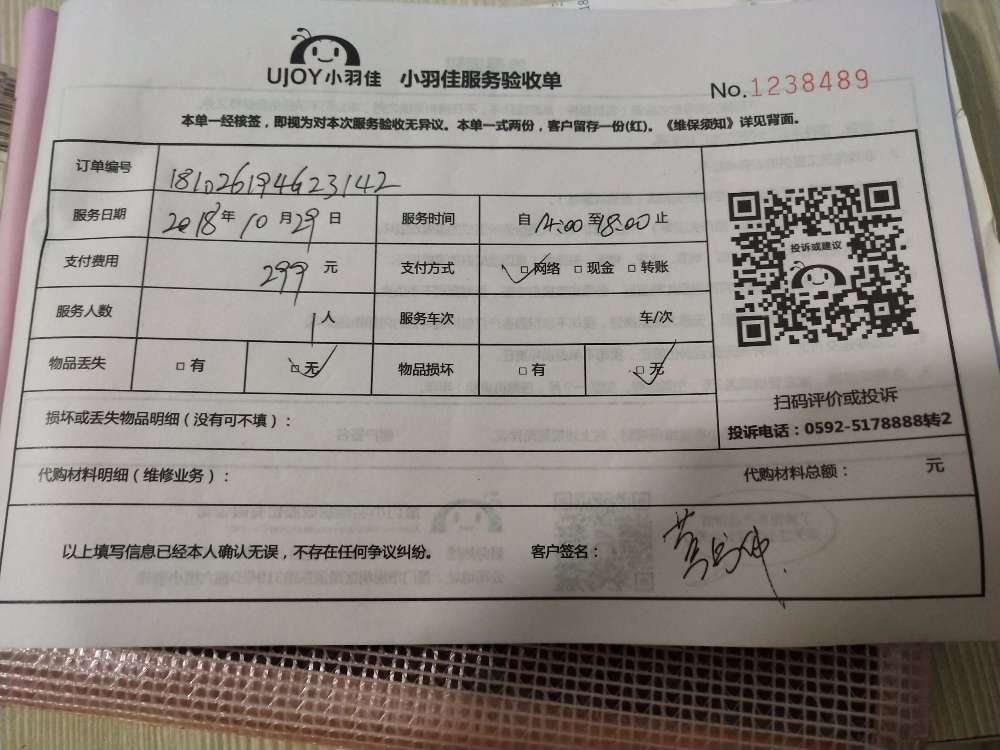 UJOY小羽佳 小羽佳服务验收单 No.1238489
本单一经核签，即视为对本次服务验收无异议。本单一式两份，客户留存一份(红)。《维保须知》详见背面。
订单编号 181026194623142
服务日期 2018年10月29日 服务时间 自14:00至18:00止
支付费用 299元 支付方式 □网络 □现金 □转账
服务人数 1人 服务车次 车/次
物品丢失 □有 □无 物品损坏 □有 □无
投诉或建议
扫码评价或投诉
投诉电话：0592-5178888转2
损坏或丢失物品明细（没有可不填）：
代购材料明细（维修业务）： 代购材料总额： 元
以上填写信息已经本人确认无误，不存在任何争议纠纷。 客户签名：